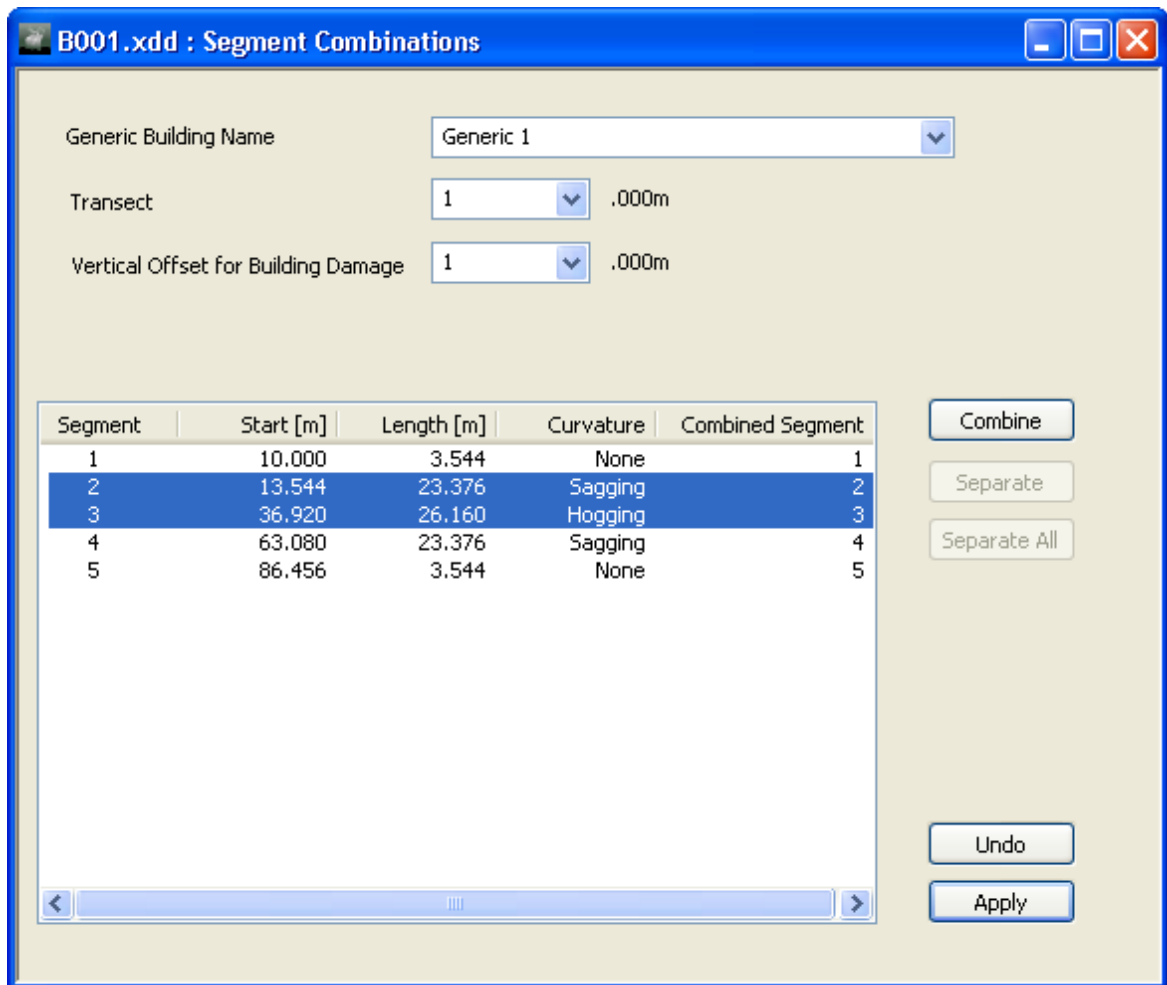 B001.xdd : Segment Combinations
Generic Building Name Generic 1
Transect 1 .000m
Vertical Offset for Building Damage 1 .000m
Segment Start [m] Length [m] Curvature Combined Segment
1 10.000 3.544 None 1
2 13.544 23.376 Sagging 2
3 36.920 26.160 Hogging 3
4 63.080 23.376 Sagging 4
5 86.456 3.544 None 5
Combine
Separate
Separate All
Undo
Apply